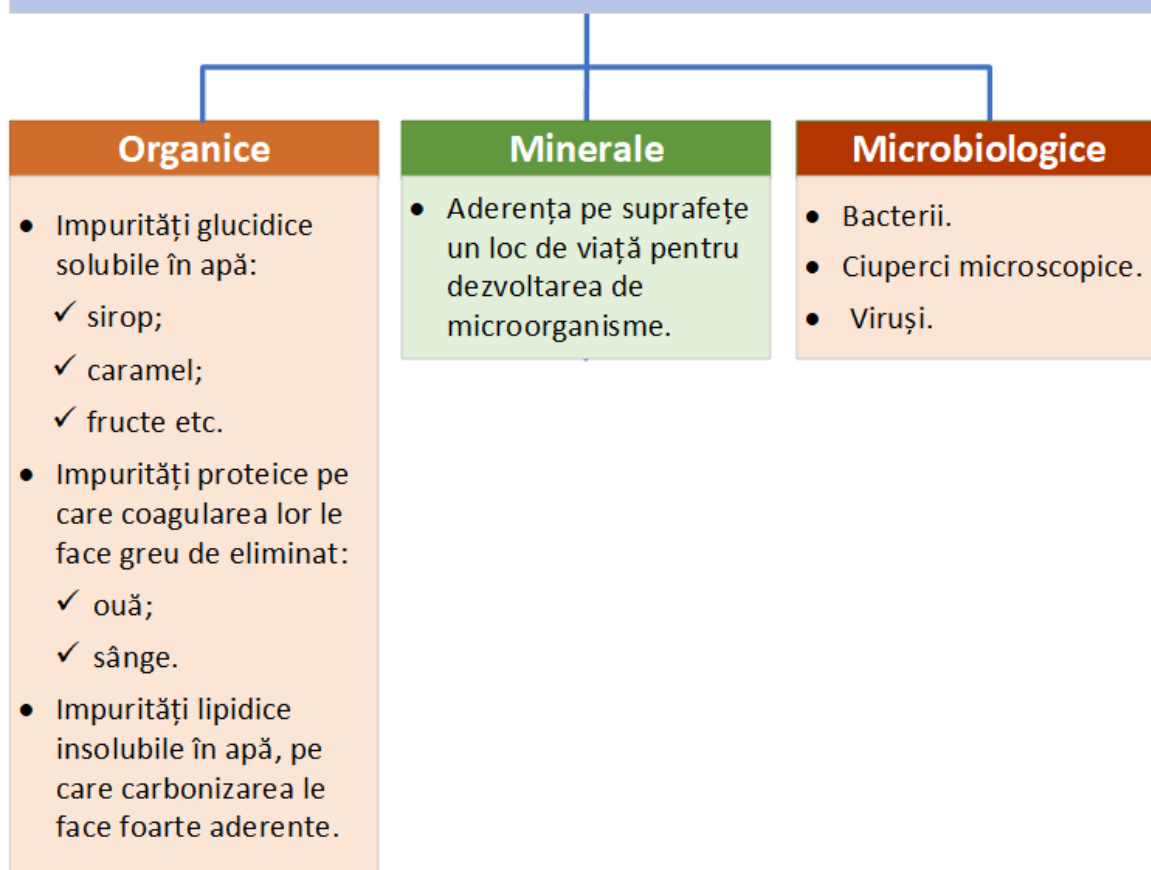 Organice
• Impurități glucidice
solubile în apă:
✓ sirop;
✓ caramel;
✓ fructe etc.
• Impurități proteice pe
care coagularea lor le
face greu de eliminat:
✓ ouă;
✓ sânge.
• Impurități lipidice
insolubile în apă, pe
care carbonizarea le
face foarte aderente.
Minerale
• Aderența pe suprafețe
un loc de viață pentru
dezvoltarea de
microorganisme.
Microbiologice
• Bacterii.
• Ciuperci microscopice.
• Viruși.